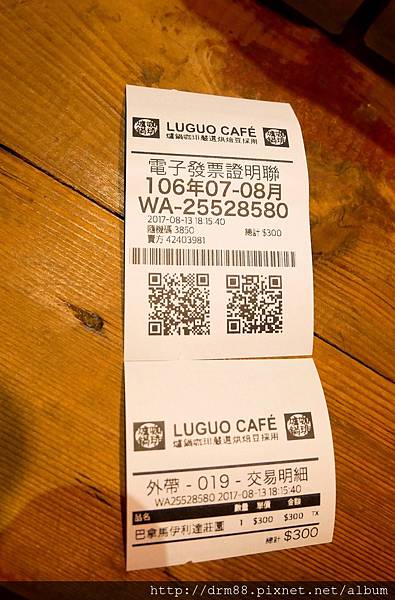 LUGUO CAFÉ
爐鍋咖啡嚴選烘焙豆採用
電子發票證明聯
106年07-08月
WA-25528580
2017-08-13 18:15:40
隨機碼 3850 總計 $300
賣方 42403981
LUGUO CAFÉ
爐鍋咖啡嚴選烘焙豆採用
外帶 - 019 - 交易明細
WA25528580 2017-08-13 18:15:40
品名 數量 單價 金額
巴拿馬伊利達莊園 1 $300 $300 TX
總計 $300
http://drm88.pixnet.net/album